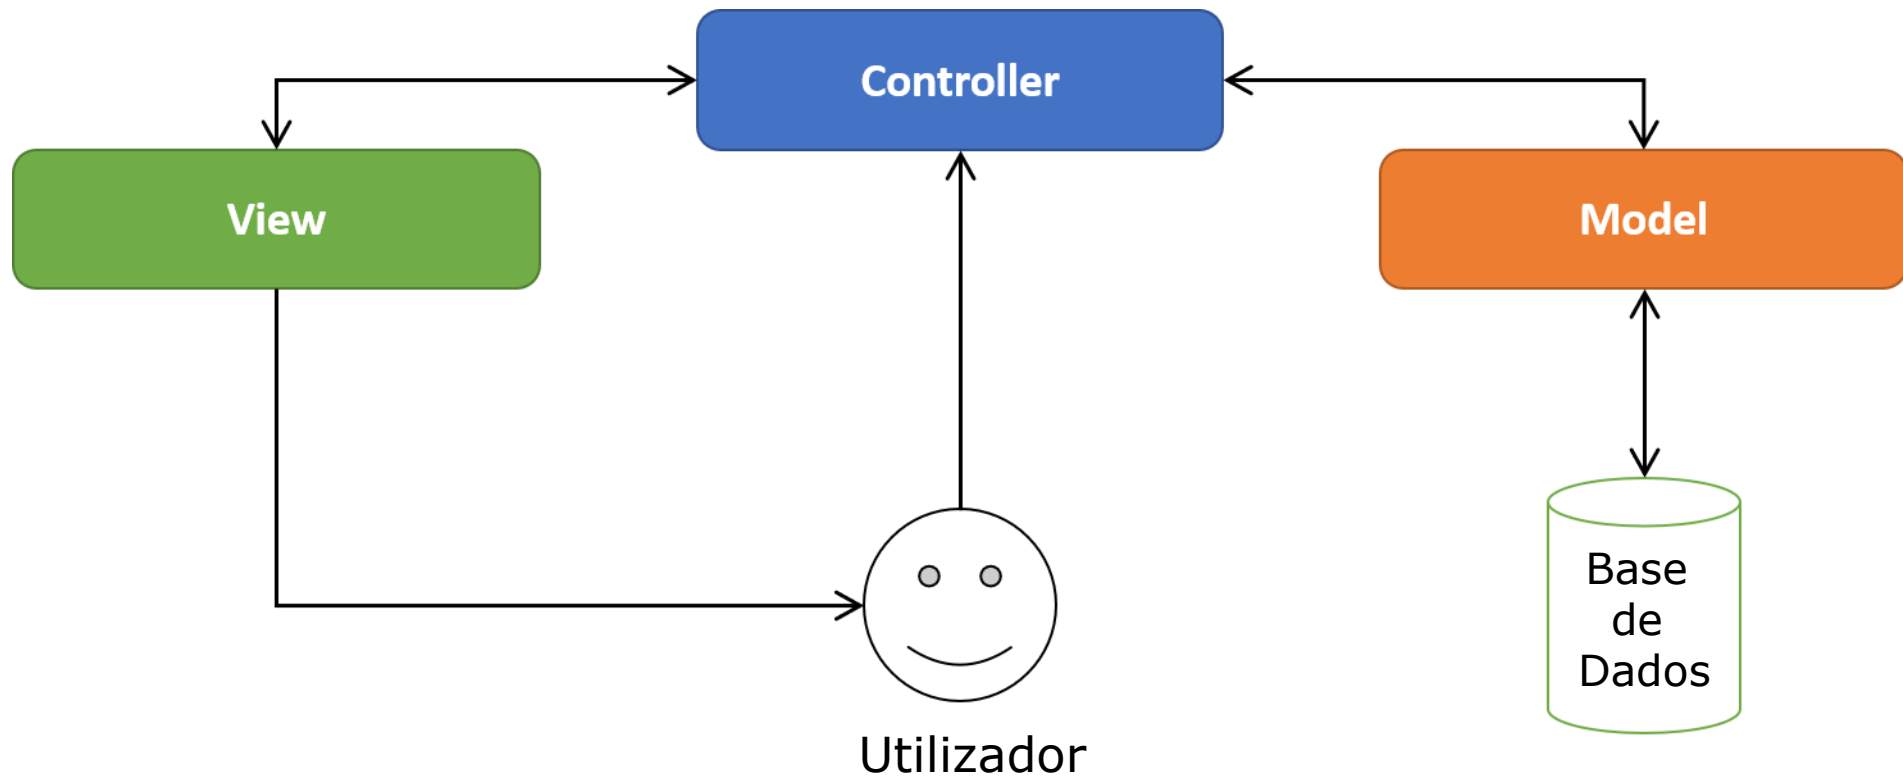 Controller
View
Model
Base
de
Dados
Utilizador